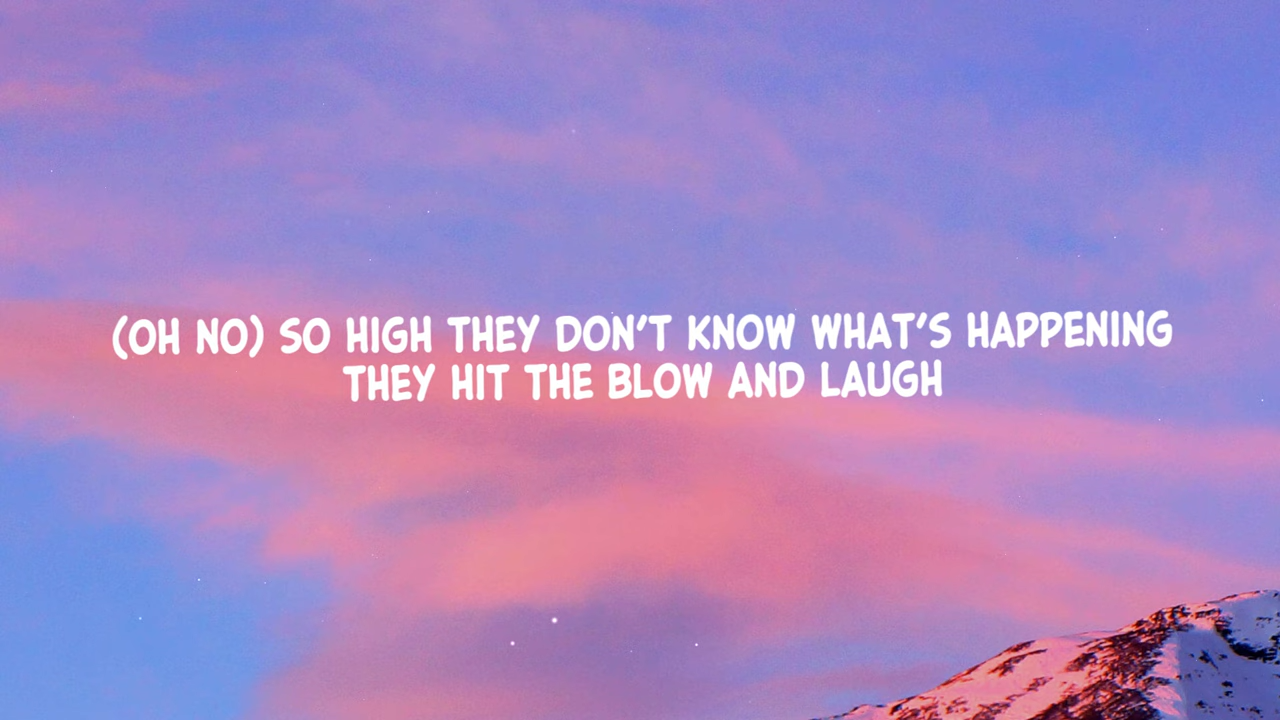 (OH NO) SO HIGH THEY DON'T KNOW WHAT'S HAPPENING
THEY HIT THE BLOW AND LAUGH